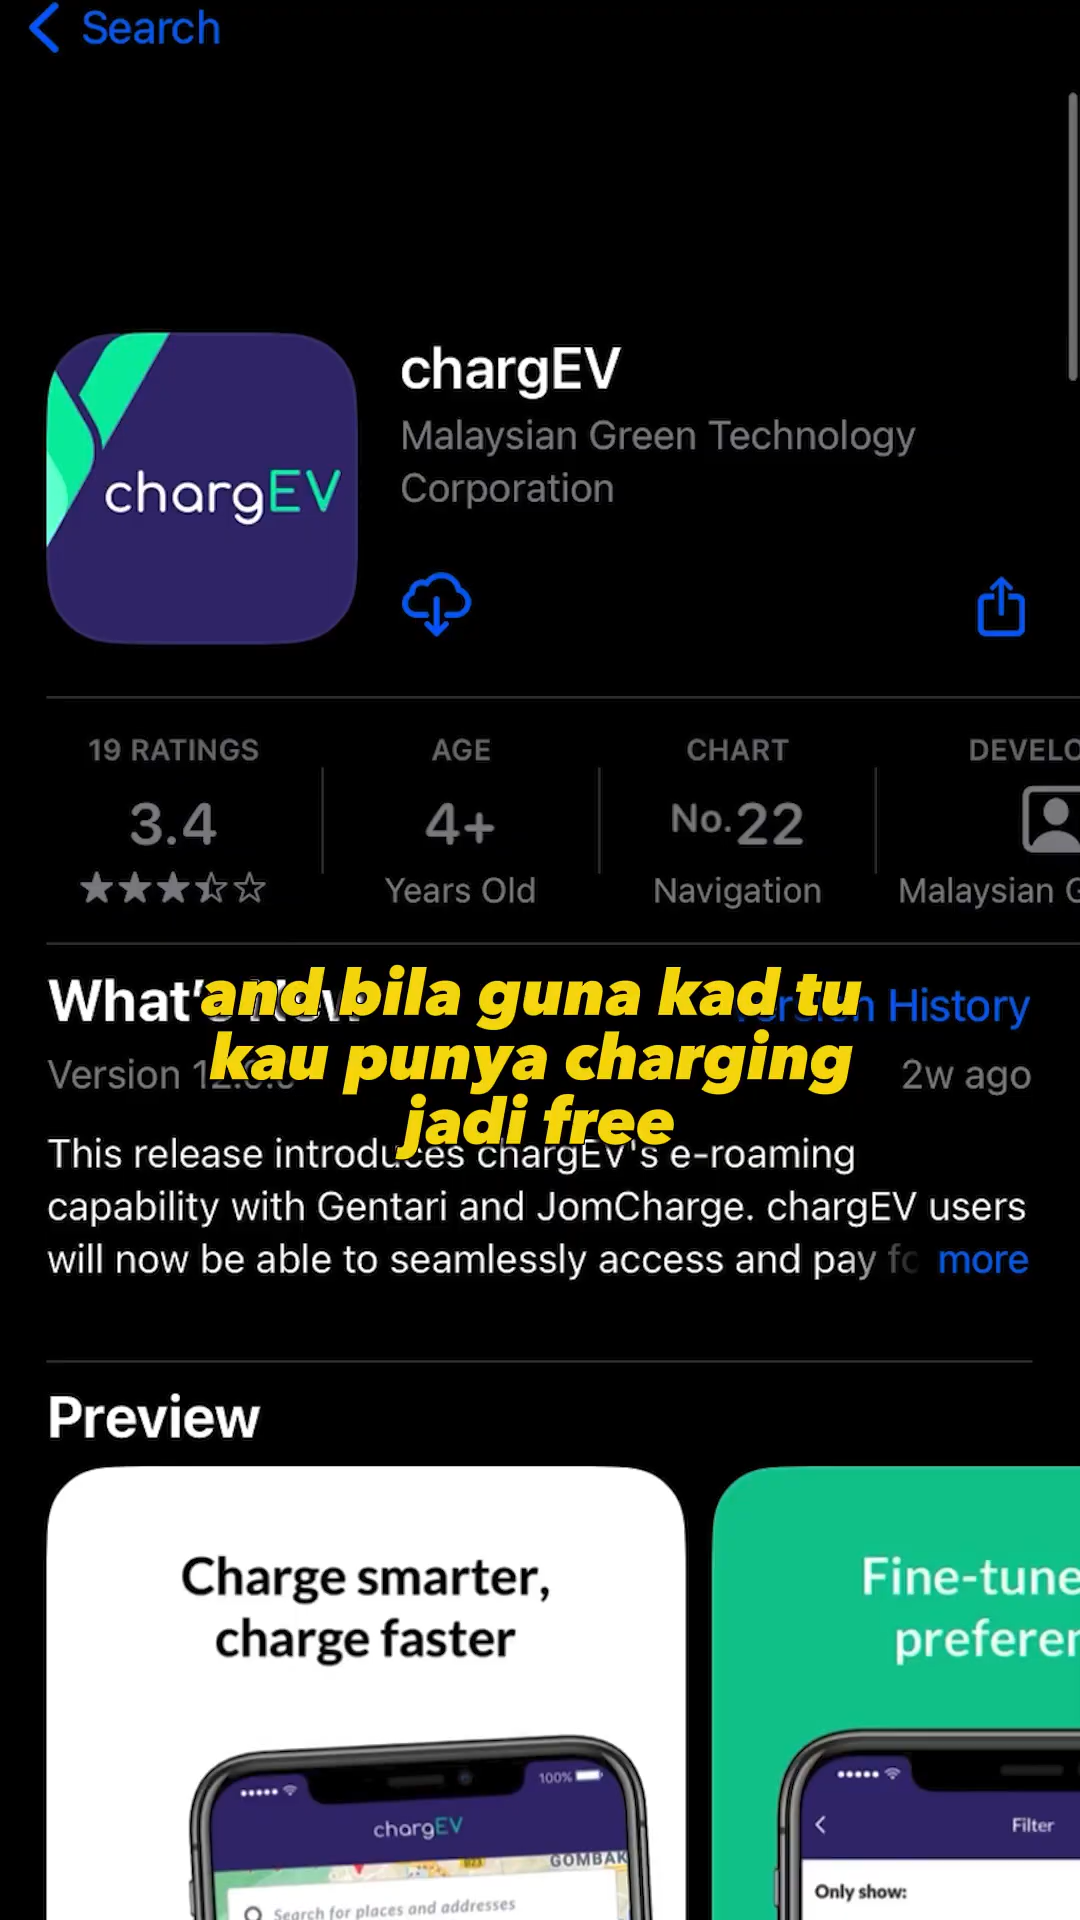 Search
chargEV
chargEV
Malaysian Green Technology
Corporation
19 RATINGS
AGE
CHART
3.4
4+
No.22
Years Old
Navigation
Malaysian
and bila guna kad tu
kau punya charging
jadi free
What's New
History
Version
2w ago
This release introduces chargEV's e-roaming
capability with Gentari and JomCharge. chargEV users
will now be able to seamlessly access and pay
more
Preview
Charge smarter,
charge faster
Fine-tune
100%
chargEV
GOMBAK
Search for places and addresses
Filter
Only show: